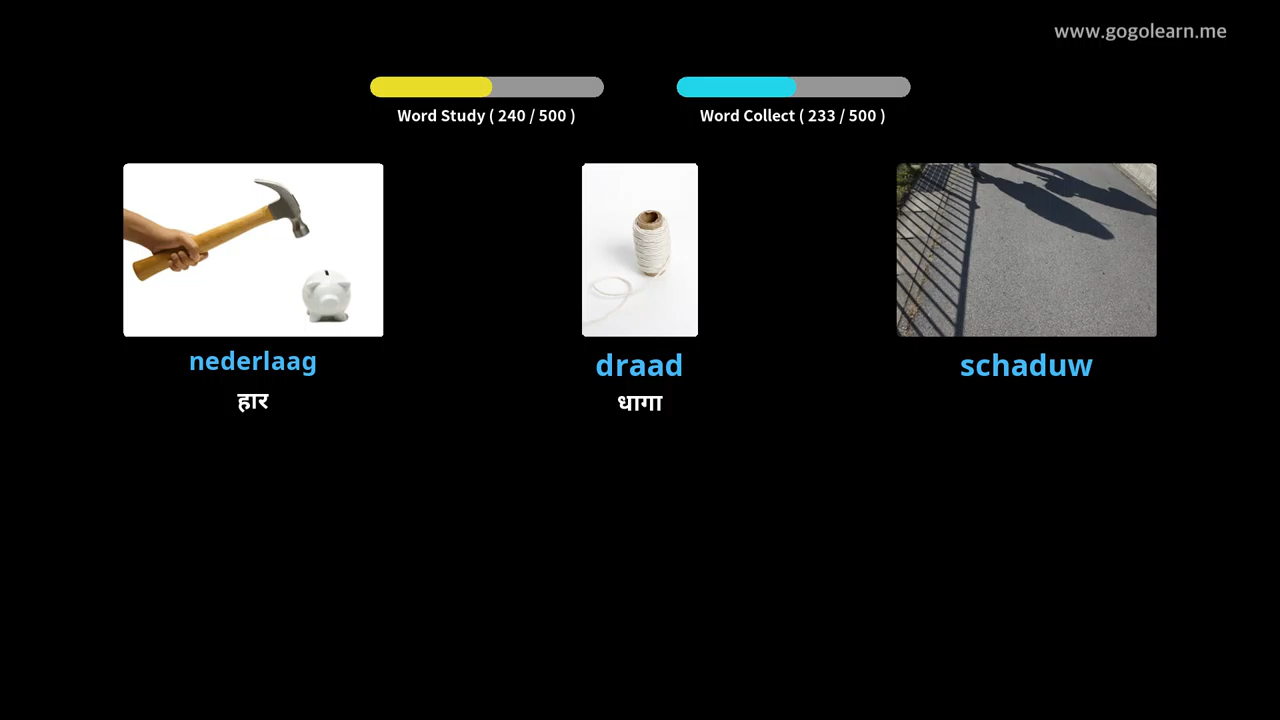 www.gogolearn.me
Word Study ( 240 / 500 )
Word Collect ( 233 / 500 )
nederlaag
हार
draad
धागा
schaduw